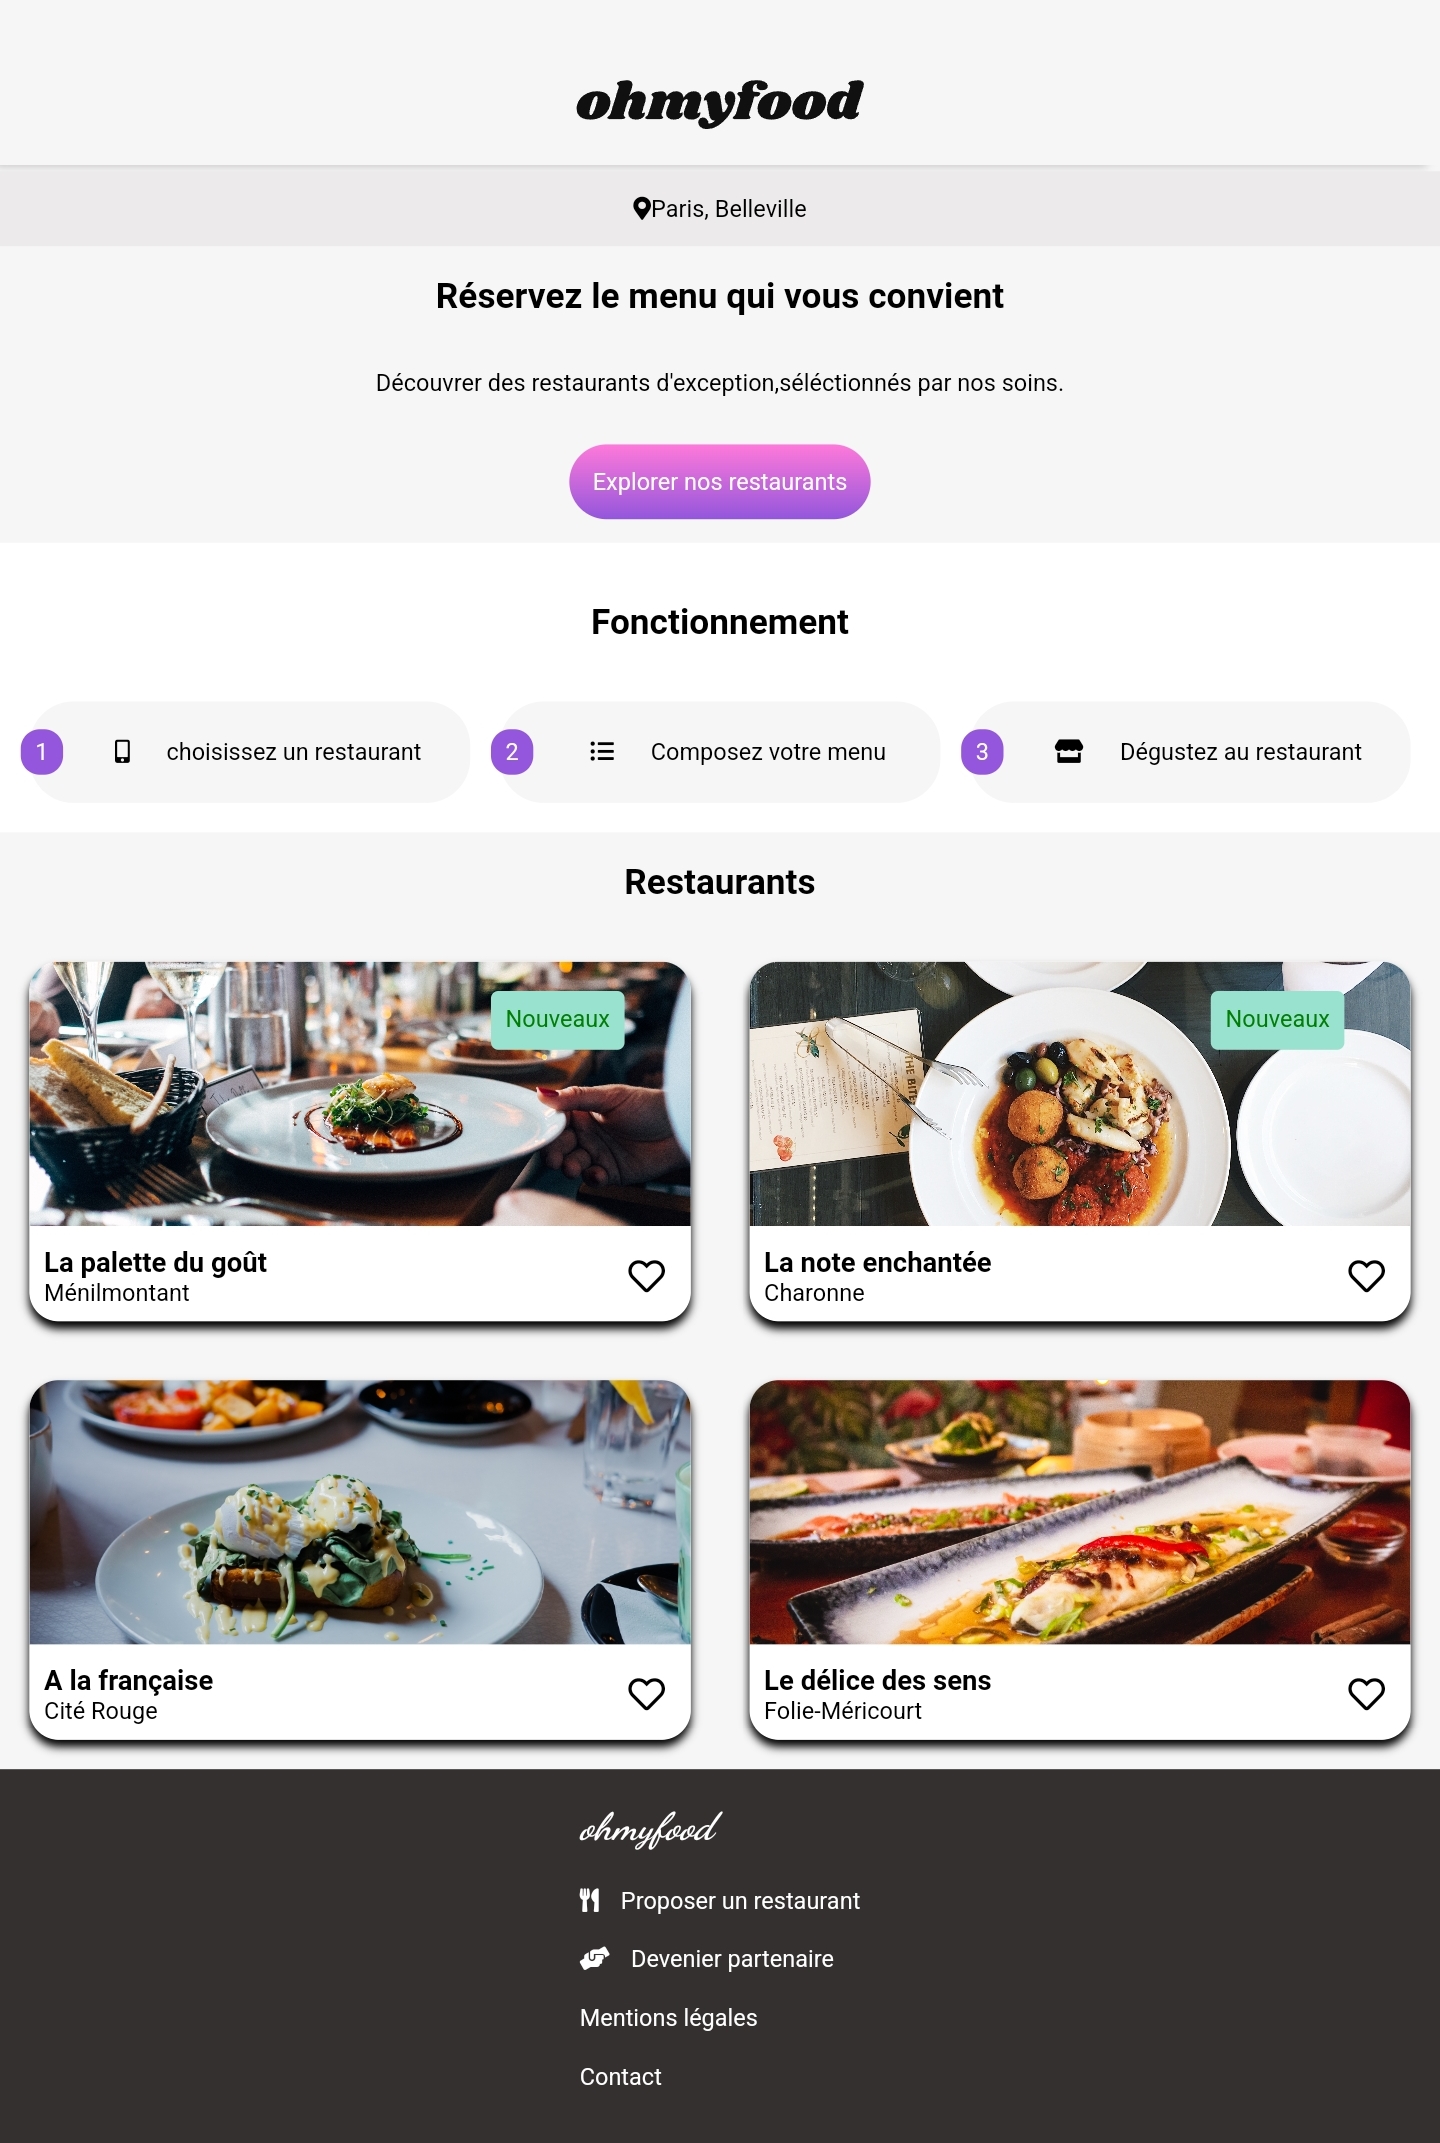 ohmyfood
Paris, Belleville
Réservez le menu qui vous convient
Découvrer des restaurants d'exception,séléctionnés par nos soins.
Explorer nos restaurants
Fonctionnement
1 choisissez un restaurant
2 Composez votre menu
3 Dégustez au restaurant
Restaurants
Nouveaux
La palette du goût
Ménilmontant
Nouveaux
La note enchantée
Charonne
A la française
Cité Rouge
Le délice des sens
Folie-Méricourt
ohmyfood
Proposer un restaurant
Devenier partenaire
Mentions légales
Contact